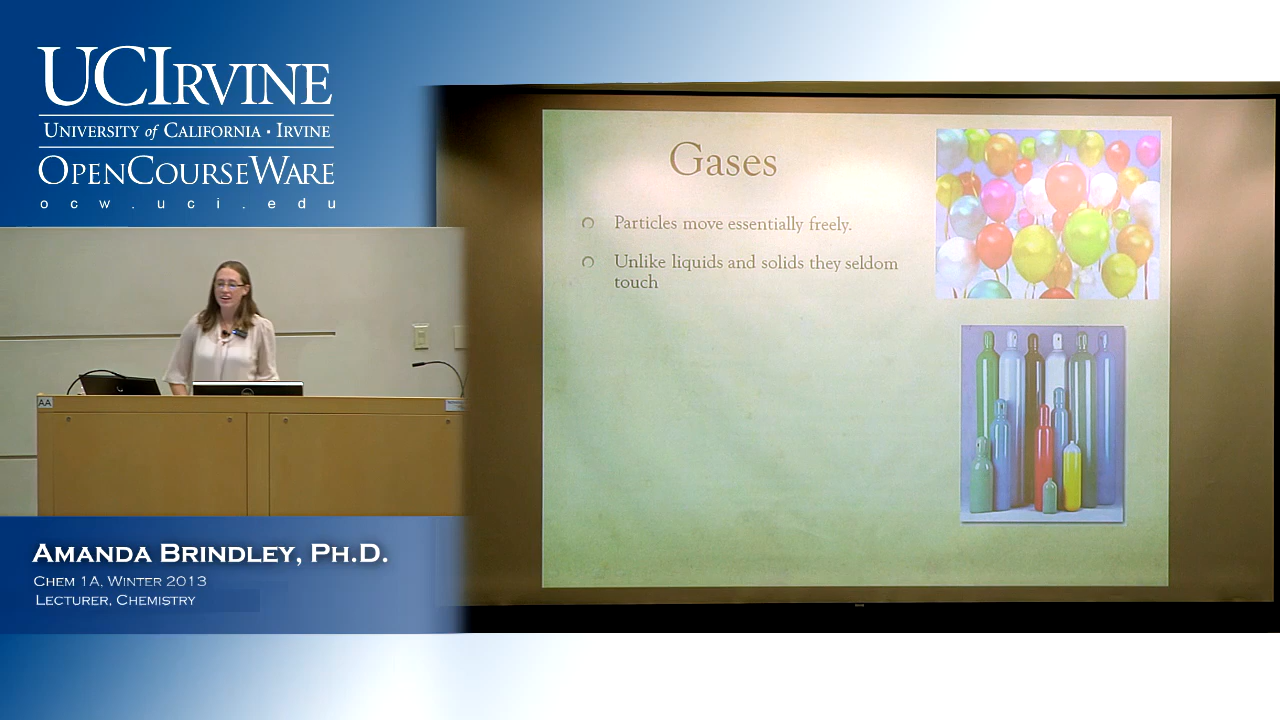 UCIRVINE
UNIVERSITY of CALIFORNIA · IRVINE
OPENCOURSEWARE
ocw.uci.edu
Gases
Particles move essentially freely.
Unlike liquids and solids they seldom
touch
AA
DELL
AMANDA BRINDLEY, PH.D.
CHEM 1A, WINTER 2013
LECTURER, CHEMISTRY